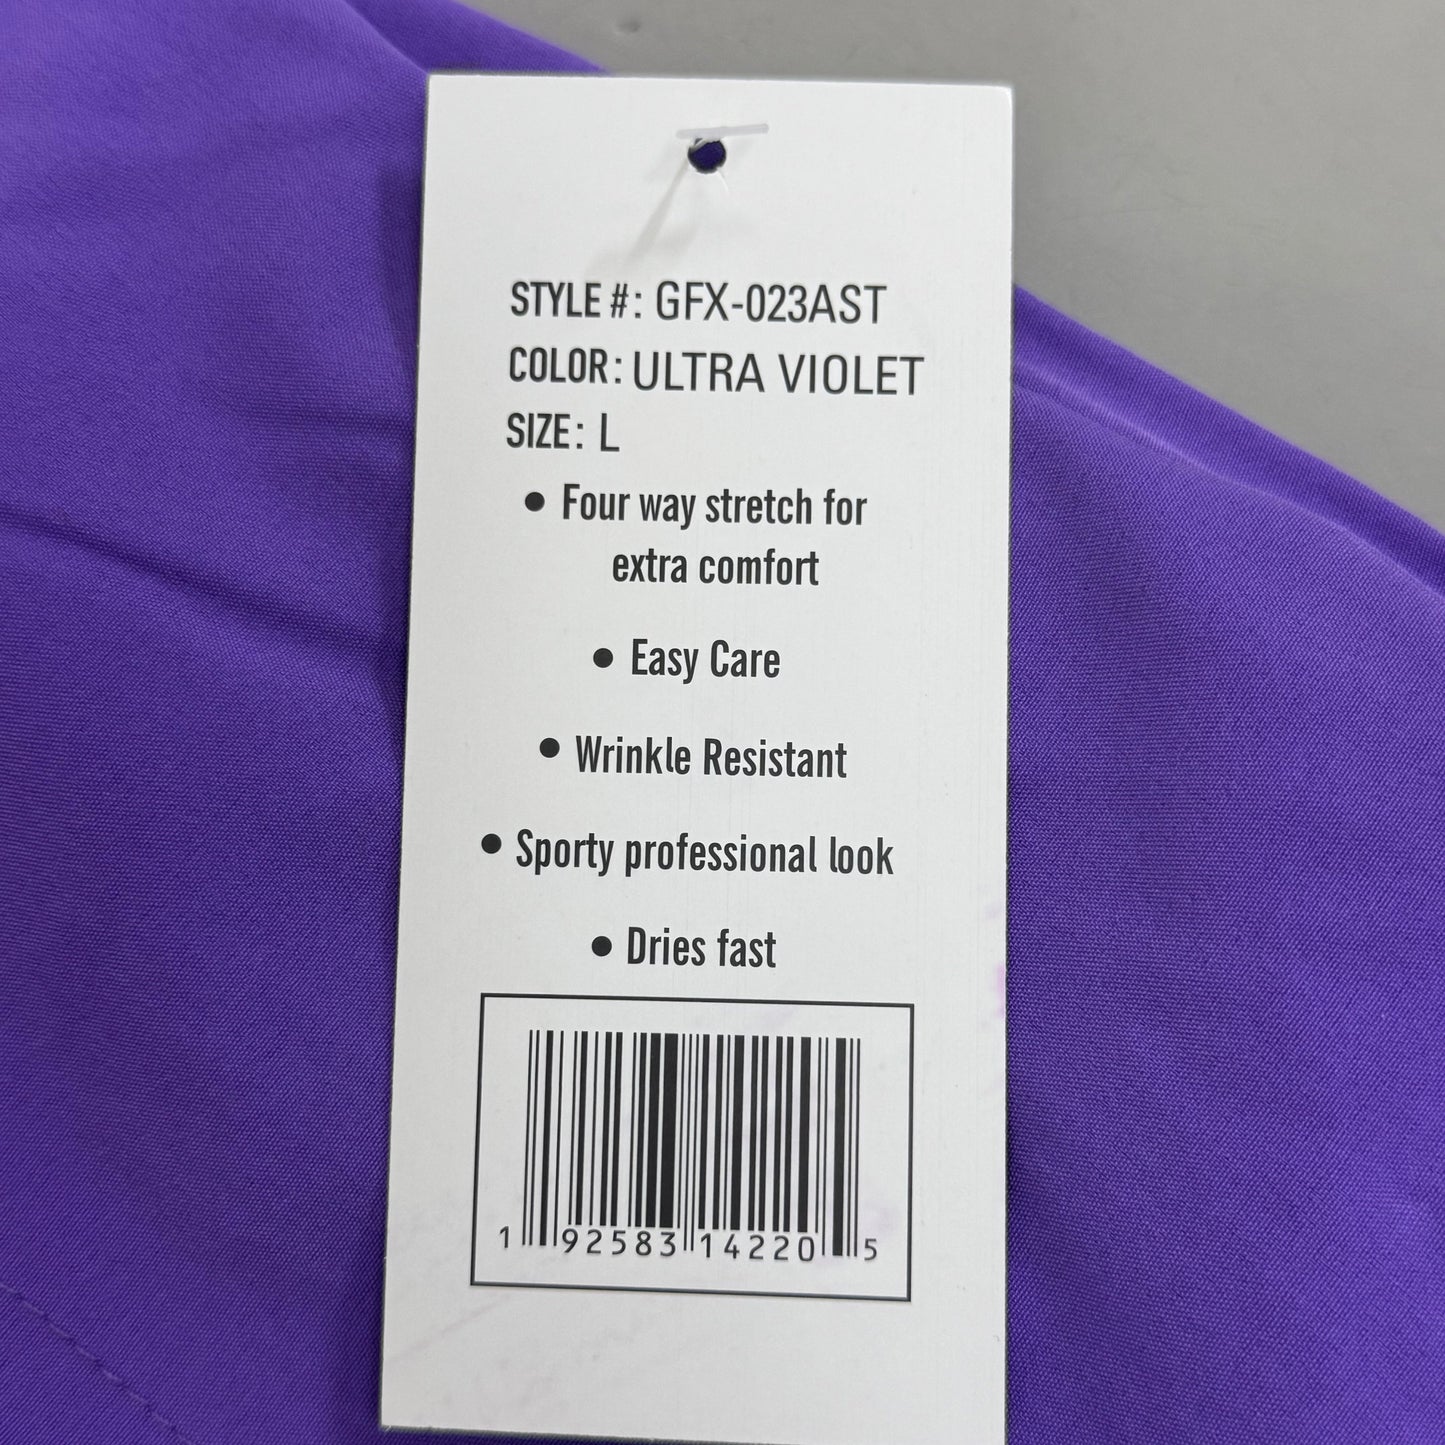 STYLE #: GFX-023AST
COLOR: ULTRA VIOLET
SIZE: L
• Four way stretch for
extra comfort
• Easy Care
• Wrinkle Resistant
• Sporty professional look
• Dries fast
1 92583 14220 5